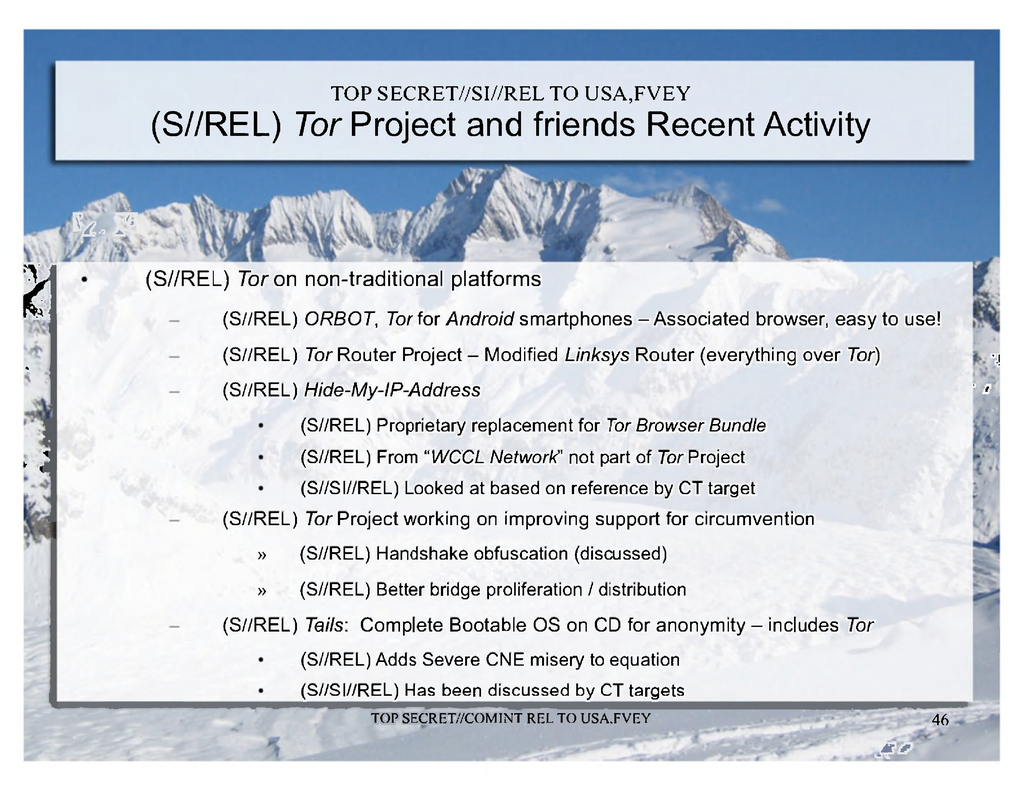 TOP SECRET//SI//REL TO USA,FVEY
(S//REL) Tor Project and friends Recent Activity
• (S//REL) Tor on non-traditional platforms
– (S//REL) ORBOT, Tor for Android smartphones – Associated browser, easy to use!
– (S//REL) Tor Router Project – Modified Linksys Router (everything over Tor)
– (S//REL) Hide-My-IP-Address
• (S//REL) Proprietary replacement for Tor Browser Bundle
• (S//REL) From “WCCL Network” not part of Tor Project
• (S//SI//REL) Looked at based on reference by CT target
– (S//REL) Tor Project working on improving support for circumvention
» (S//REL) Handshake obfuscation (discussed)
» (S//REL) Better bridge proliferation / distribution
– (S//REL) Tails: Complete Bootable OS on CD for anonymity – includes Tor
• (S//REL) Adds Severe CNE misery to equation
• (S//SI//REL) Has been discussed by CT targets
TOP SECRET//COMINT REL TO USA,FVEY
46